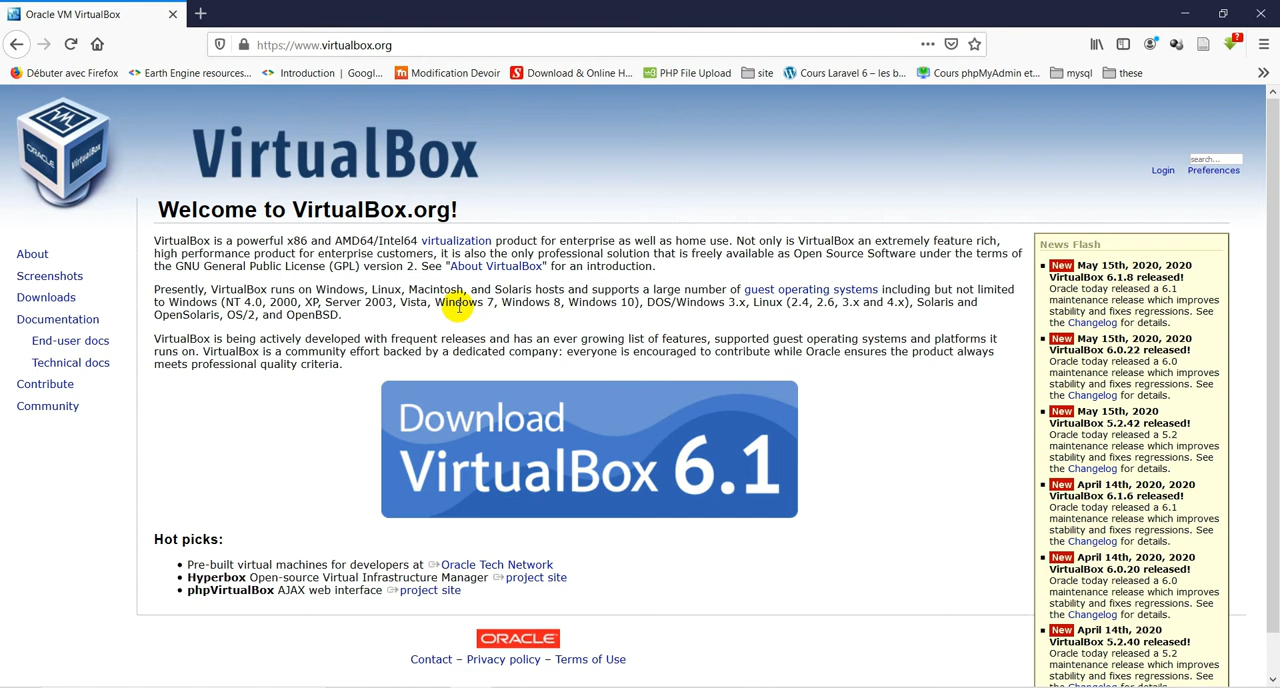 Oracle VM VirtualBox
https://www.virtualbox.org
Débuter avec Firefox
Earth Engine resources...
Introduction | Googl...
Modification Devoir
Download & Online H...
PHP File Upload
site
Cours Laravel 6 – les b...
Cours phpMyAdmin et...
mysql
these
ORACLE
VirtualBox
VirtualBox
search...
Login Preferences
Welcome to VirtualBox.org!
About
Screenshots
Downloads
Documentation
End-user docs
Technical docs
Contribute
Community
VirtualBox is a powerful x86 and AMD64/Intel64 virtualization product for enterprise as well as home use. Not only is VirtualBox an extremely feature rich,
high performance product for enterprise customers, it is also the only professional solution that is freely available as Open Source Software under the terms of
the GNU General Public License (GPL) version 2. See "About VirtualBox" for an introduction.
Presently, VirtualBox runs on Windows, Linux, Macintosh, and Solaris hosts and supports a large number of guest operating systems including but not limited
to Windows (NT 4.0, 2000, XP, Server 2003, Vista, Windows 7, Windows 8, Windows 10), DOS/Windows 3.x, Linux (2.4, 2.6, 3.x and 4.x), Solaris and
OpenSolaris, OS/2, and OpenBSD.
VirtualBox is being actively developed with frequent releases and has an ever growing list of features, supported guest operating systems and platforms it
runs on. VirtualBox is a community effort backed by a dedicated company: everyone is encouraged to contribute while Oracle ensures the product always
meets professional quality criteria.
Download
VirtualBox 6.1
Hot picks:
• Pre-built virtual machines for developers at Oracle Tech Network
• Hyperbox Open-source Virtual Infrastructure Manager project site
• phpVirtualBox AJAX web interface project site
ORACLE
Contact – Privacy policy – Terms of Use
News Flash
New May 15th, 2020, 2020
VirtualBox 6.1.8 released!
Oracle today released a 6.1
maintenance release which improves
stability and fixes regressions. See
the Changelog for details.
New May 15th, 2020, 2020
VirtualBox 6.0.22 released!
Oracle today released a 6.0
maintenance release which improves
stability and fixes regressions. See
the Changelog for details.
New May 15th, 2020
VirtualBox 5.2.42 released!
Oracle today released a 5.2
maintenance release which improves
stability and fixes regressions. See
the Changelog for details.
New April 14th, 2020, 2020
VirtualBox 6.1.6 released!
Oracle today released a 6.1
maintenance release which improves
stability and fixes regressions. See
the Changelog for details.
New April 14th, 2020, 2020
VirtualBox 6.0.20 released!
Oracle today released a 6.0
maintenance release which improves
stability and fixes regressions. See
the Changelog for details.
New April 14th, 2020
VirtualBox 5.2.40 released!
Oracle today released a 5.2
maintenance release which improves
stability and fixes regressions. See
the Changelog for details.